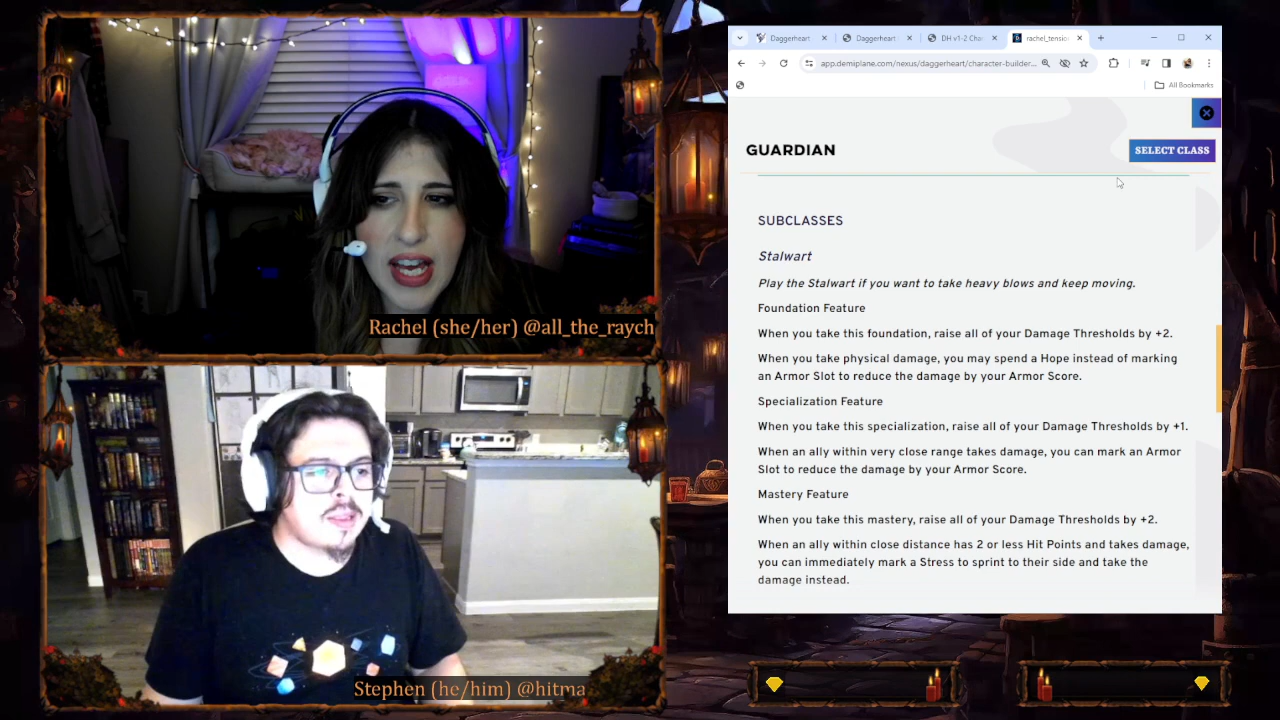 Rachel (she/her) @all_the_raych
Stephen (he/him) @hitma
Daggerheart
Daggerheart
DH v1-2 Cha
rachel_tension
app.demiplane.com/nexus/daggerheart/character-builder...
All Bookmarks
GUARDIAN
SELECT CLASS
SUBCLASSES
Stalwart
Play the Stalwart if you want to take heavy blows and keep moving.
Foundation Feature
When you take this foundation, raise all of your Damage Thresholds by +2.
When you take physical damage, you may spend a Hope instead of marking
an Armor Slot to reduce the damage by your Armor Score.
Specialization Feature
When you take this specialization, raise all of your Damage Thresholds by +1.
When an ally within very close range takes damage, you can mark an Armor
Slot to reduce the damage by your Armor Score.
Mastery Feature
When you take this mastery, raise all of your Damage Thresholds by +2.
When an ally within close distance has 2 or less Hit Points and takes damage,
you can immediately mark a Stress to sprint to their side and take the
damage instead.